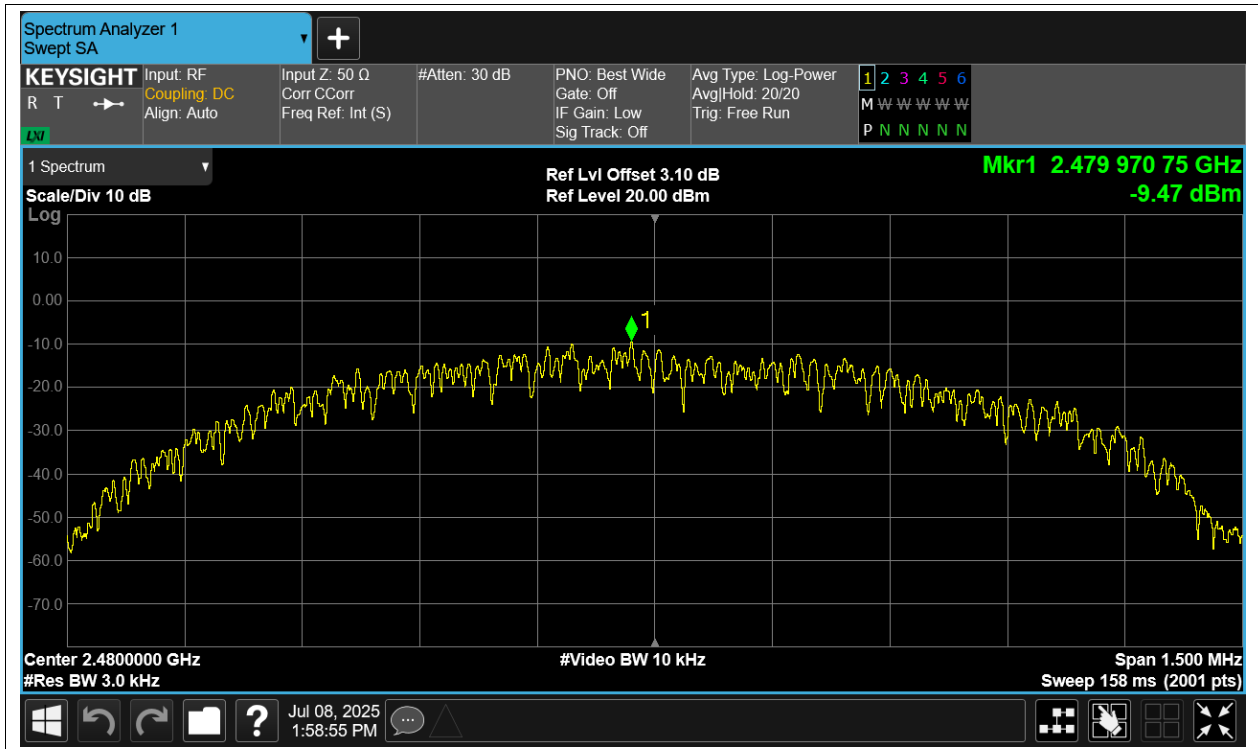 Spectrum Analyzer 1
Swept SA
+
KEYSIGHT
R T
LXI
Input: RF
Coupling: DC
Align: Auto
Input Z: 50 Ω
Corr CCorr
Freq Ref: Int (S)
#Atten: 30 dB
PNO: Best Wide
Gate: Off
IF Gain: Low
Sig Track: Off
Avg Type: Log-Power
Avg|Hold: 20/20
Trig: Free Run
1 2 3 4 5 6
M W W W W W
P N N N N N
1 Spectrum
Scale/Div 10 dB
Log
Ref Lvl Offset 3.10 dB
Ref Level 20.00 dBm
Mkr1 2.479 970 75 GHz
-9.47 dBm
10.0
0.00
-10.0
-20.0
-30.0
-40.0
-50.0
-60.0
-70.0
1
Center 2.4800000 GHz
#Res BW 3.0 kHz
#Video BW 10 kHz
Span 1.500 MHz
Sweep 158 ms (2001 pts)
?
Jul 08, 2025
1:58:55 PM